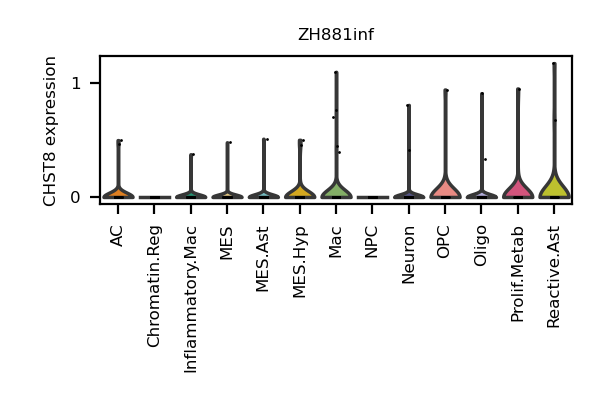 ZH881inf
CHST8 expression
1
0
AC
Chromatin.Reg
Inflammatory.Mac
MES
MES.Ast
MES.Hyp
Mac
NPC
Neuron
OPC
Oligo
Prolif.Metab
Reactive.Ast